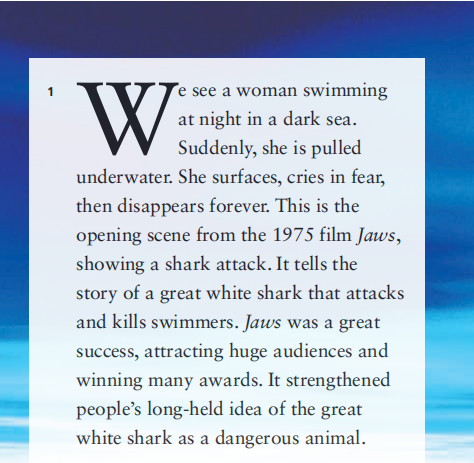 1 We see a woman swimming
at night in a dark sea.
Suddenly, she is pulled
underwater. She surfaces, cries in fear,
then disappears forever. This is the
opening scene from the 1975 film Jaws,
showing a shark attack. It tells the
story of a great white shark that attacks
and kills swimmers. Jaws was a great
success, attracting huge audiences and
winning many awards. It strengthened
people’s long-held idea of the great
white shark as a dangerous animal.